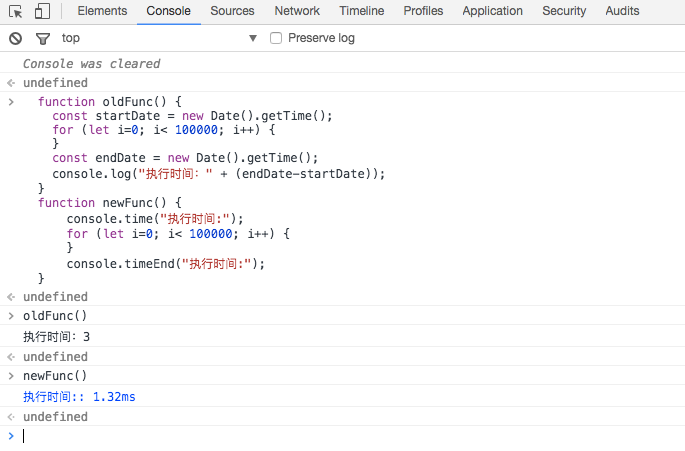 Elements Console Sources Network Timeline Profiles Application Security Audits
top ▼ Preserve log
Console was cleared
undefined
function oldFunc() {
const startDate = new Date().getTime();
for (let i=0; i< 100000; i++) {
}
const endDate = new Date().getTime();
console.log("执行时间：" + (endDate-startDate));
}
function newFunc() {
console.time("执行时间:");
for (let i=0; i< 100000; i++) {
}
console.timeEnd("执行时间:");
}
undefined
oldFunc()
执行时间：3
undefined
newFunc()
执行时间:: 1.32ms
undefined